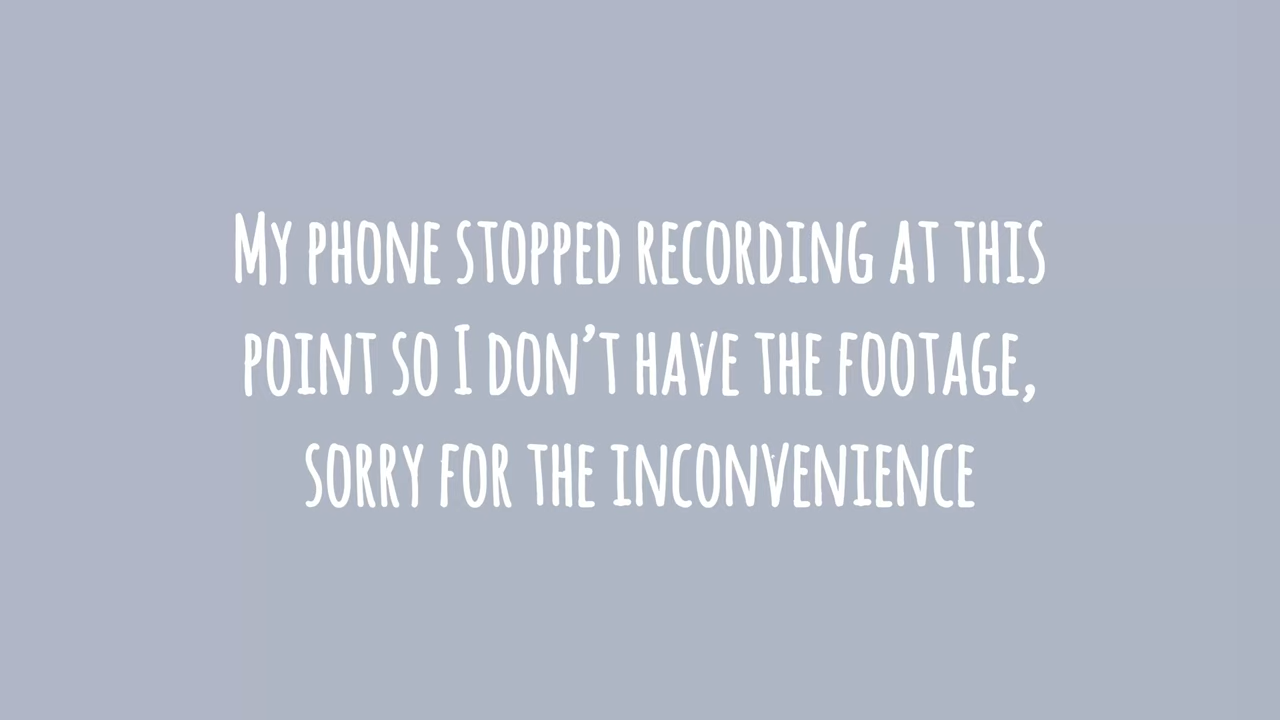 My phone stopped recording at this
point so I don't have the footage,
sorry for the inconvenience